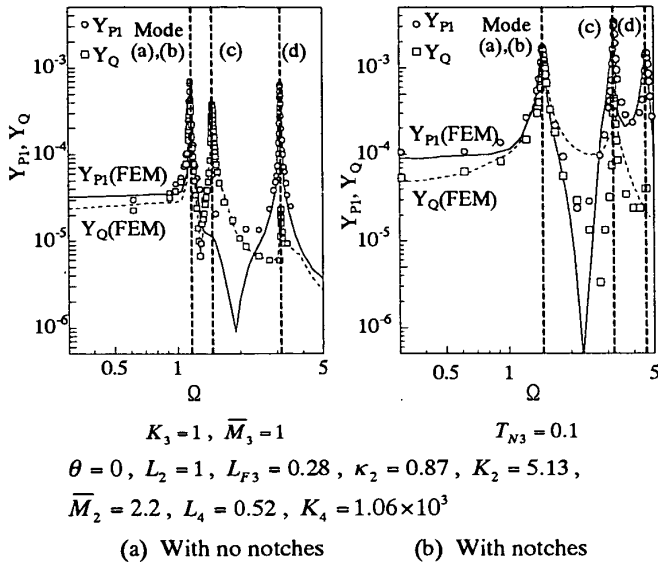 Y_P1, Y_Q
10^-3
10^-4
10^-5
10^-6
○ Y_P1
□ Y_Q
Mode
(a),(b)
(c)
(d)
Y_P1(FEM)
Y_Q(FEM)
0.5 1 5
Ω
Y_P1, Y_Q
10^-3
10^-4
10^-5
10^-6
○ Y_P1
□ Y_Q
Mode
(a),(b)
(c)
(d)
Y_P1(FEM)
Y_Q(FEM)
0.5 1 5
Ω
K_3 = 1 , M̅_3 = 1
T_N3 = 0.1
θ = 0, L_2 = 1, L_F3 = 0.28, κ_2 = 0.87, K_2 = 5.13,
M̅_2 = 2.2, L_4 = 0.52, K_4 = 1.06×10^3
(a) With no notches
(b) With notches